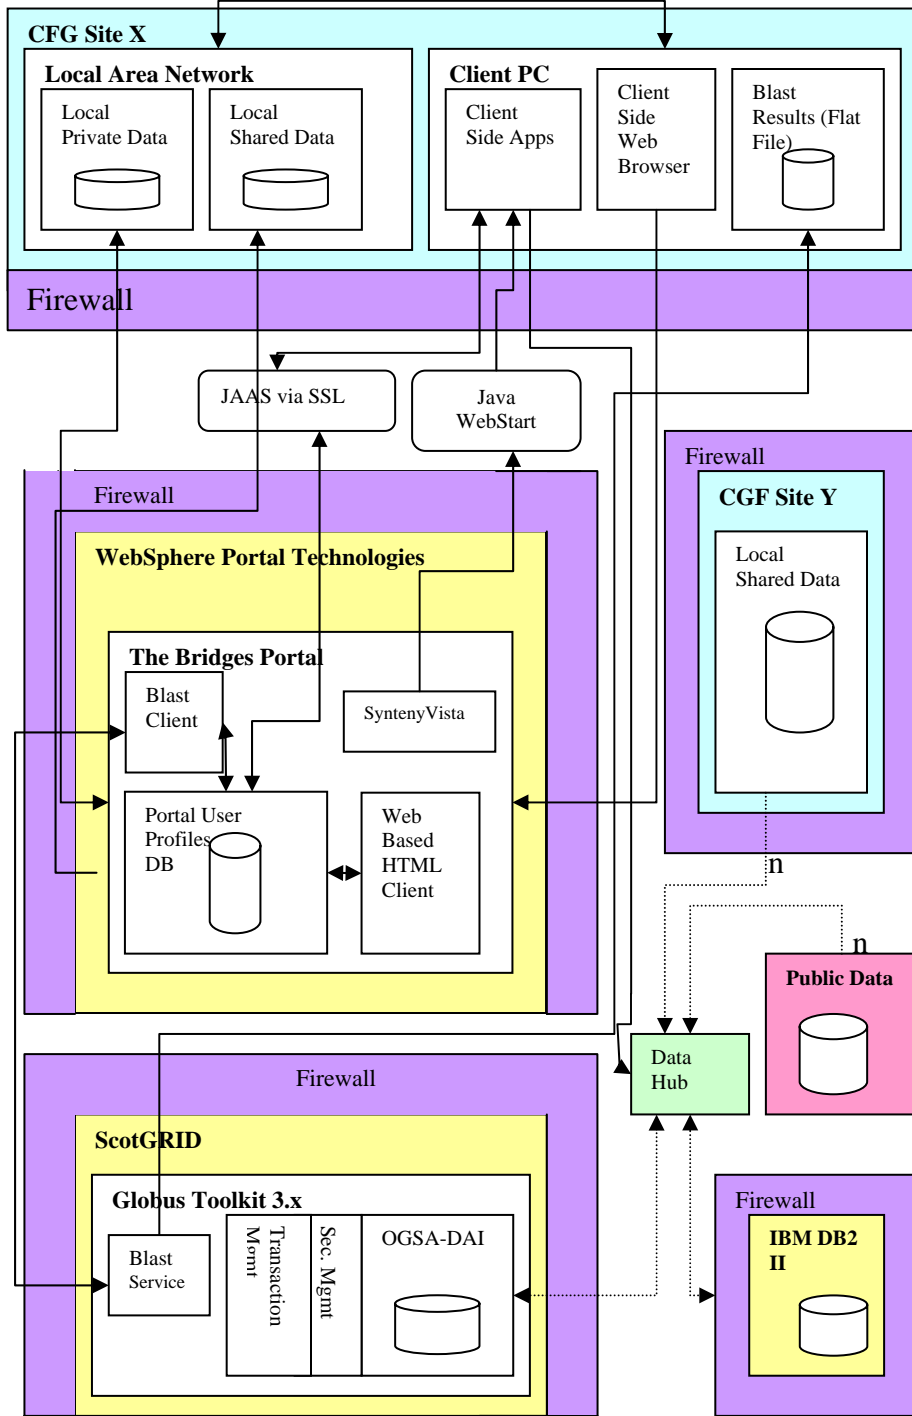 CFG Site X
Local Area Network
Local
Private Data
Local
Shared Data
Client PC
Client
Side Apps
Client
Side
Web
Browser
Blast
Results (Flat
File)
Firewall
JAAS via SSL
Java
WebStart
Firewall
WebSphere Portal Technologies
The Bridges Portal
Blast
Client
SyntenyVista
Portal User
Profiles
DB
Web
Based
HTML
Client
Firewall
CGF Site Y
Local
Shared Data
n
n
Public Data
Data
Hub
Firewall
ScotGRID
Globus Toolkit 3.x
Blast
Service
Transaction
Mgmt
Sec. Mgmt
OGSA-DAI
Firewall
IBM DB2
II